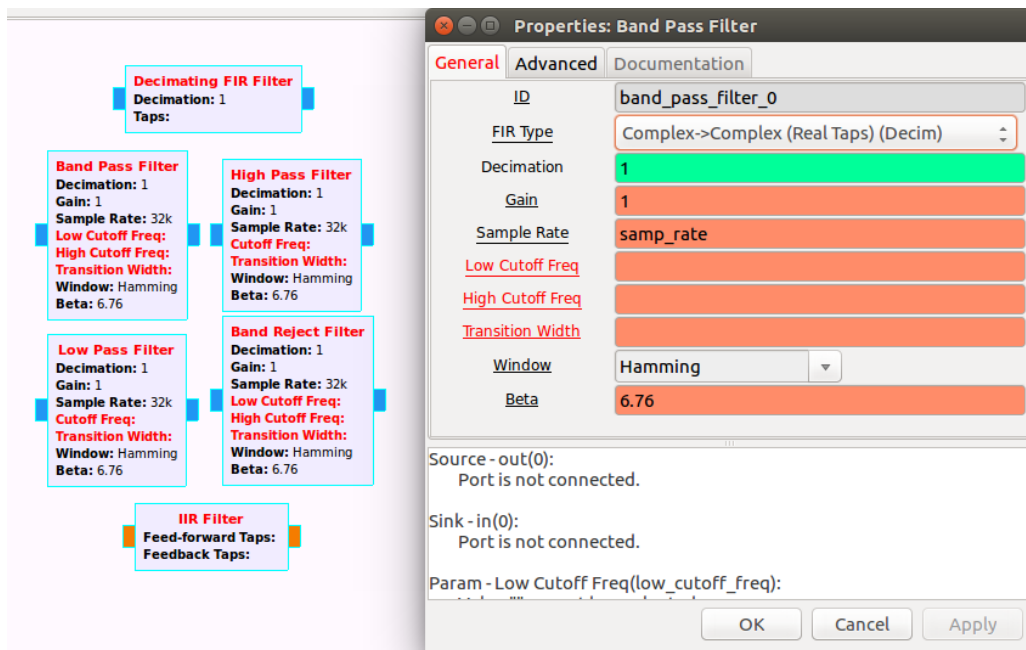 Decimating FIR Filter
Decimation: 1
Taps:
Band Pass Filter
Decimation: 1
Gain: 1
Sample Rate: 32k
Low Cutoff Freq:
High Cutoff Freq:
Transition Width:
Window: Hamming
Beta: 6.76
High Pass Filter
Decimation: 1
Gain: 1
Sample Rate: 32k
Cutoff Freq:
Transition Width:
Window: Hamming
Beta: 6.76
Low Pass Filter
Decimation: 1
Gain: 1
Sample Rate: 32k
Cutoff Freq:
Transition Width:
Window: Hamming
Beta: 6.76
Band Reject Filter
Decimation: 1
Gain: 1
Sample Rate: 32k
Low Cutoff Freq:
High Cutoff Freq:
Transition Width:
Window: Hamming
Beta: 6.76
IIR Filter
Feed-forward Taps:
Feedback Taps:
Properties: Band Pass Filter
General Advanced Documentation
ID band_pass_filter_0
FIR Type Complex->Complex (Real Taps) (Decim)
Decimation 1
Gain 1
Sample Rate samp_rate
Low Cutoff Freq
High Cutoff Freq
Transition Width
Window Hamming
Beta 6.76
Source - out(0):
Port is not connected.
Sink - in(0):
Port is not connected.
Param - Low Cutoff Freq(low_cutoff_freq):
OK Cancel Apply